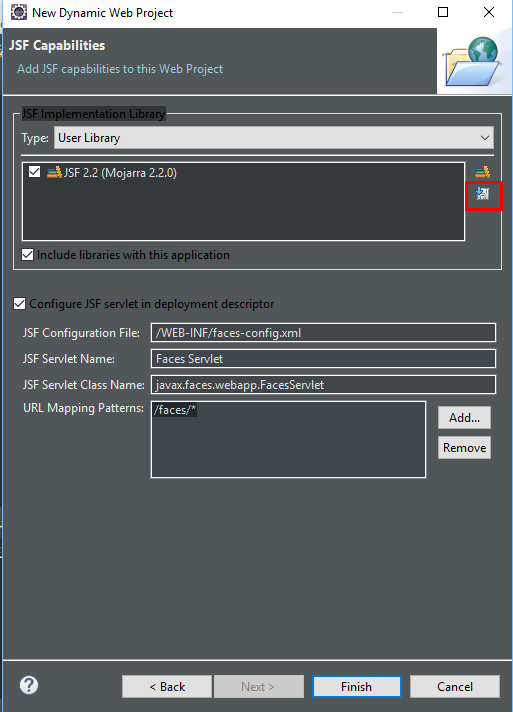 New Dynamic Web Project
JSF Capabilities
Add JSF capabilities to this Web Project
JSF Implementation Library
Type: User Library
JSF 2.2 (Mojarra 2.2.0)
Include libraries with this application
Configure JSF servlet in deployment descriptor
JSF Configuration File: /WEB-INF/faces-config.xml
JSF Servlet Name: Faces Servlet
JSF Servlet Class Name: javax.faces.webapp.FacesServlet
URL Mapping Patterns: /faces/*
Add...
Remove
? < Back Next > Finish Cancel